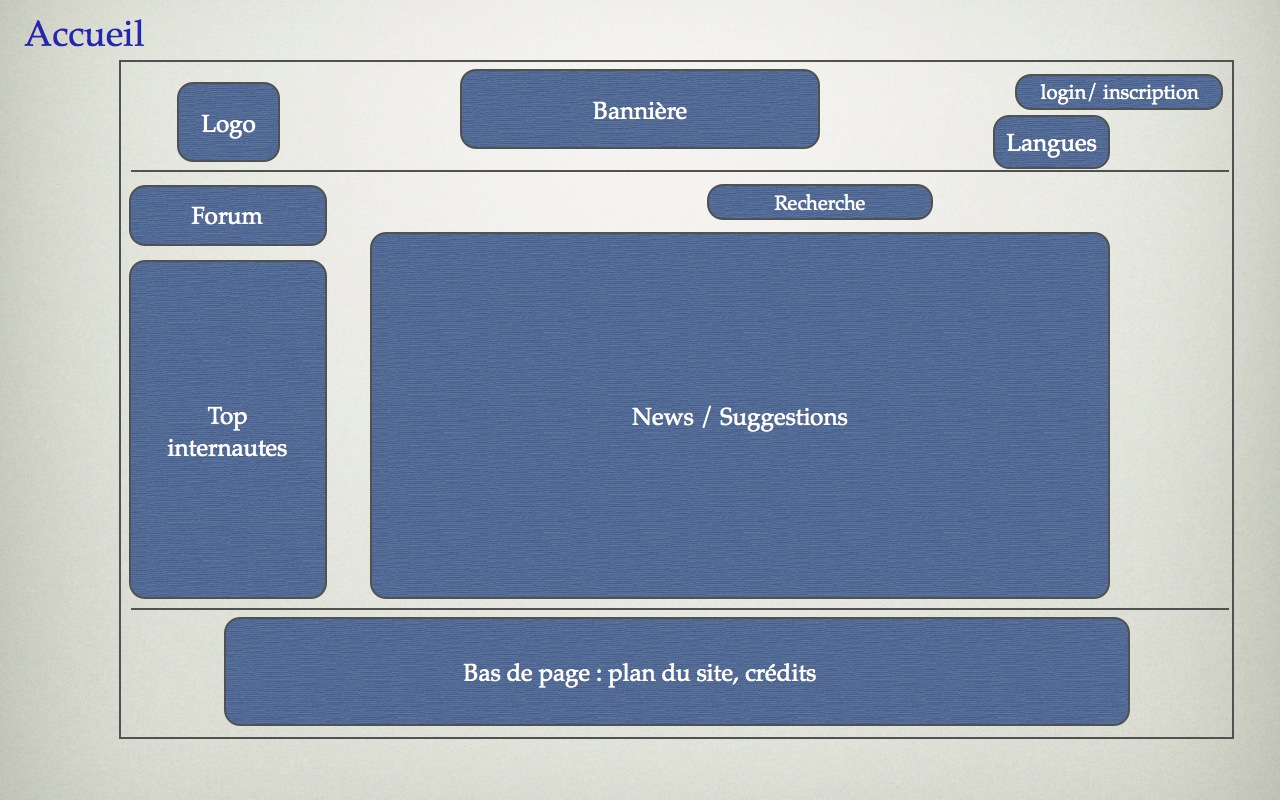 Accueil
Logo
Bannière
login/ inscription
Langues
Forum
Recherche
Top
internautes
News / Suggestions
Bas de page : plan du site, crédits